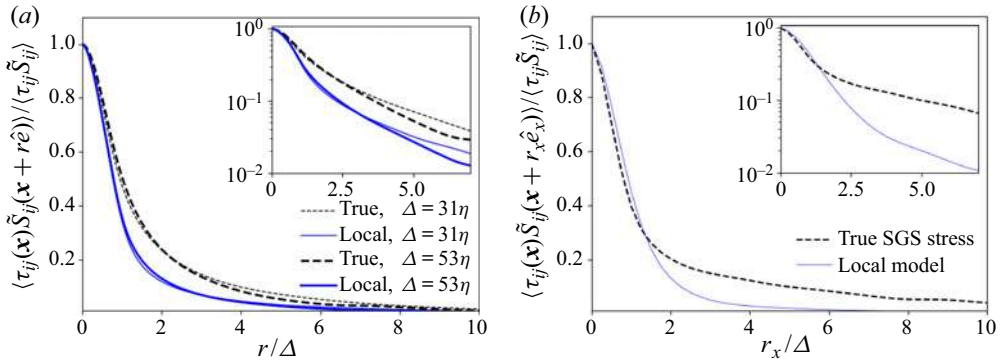 (a)
⟨τij(x)S̃ij(x + rê)⟩/⟨τijS̃ij⟩
1.0
0.8
0.6
0.4
0.2
0 2 4 6 8 10
r/Δ
10^0
10^−1
10^−2
0 2.5 5.0
True, Δ = 31η
Local, Δ = 31η
True, Δ = 53η
Local, Δ = 53η
(b)
⟨τij(x)S̃ij(x + rxêx)⟩/⟨τijS̃ij⟩
1.0
0.8
0.6
0.4
0.2
0 2 4 6 8 10
rx/Δ
10^0
10^−1
10^−2
0 2.5 5.0
True SGS stress
Local model